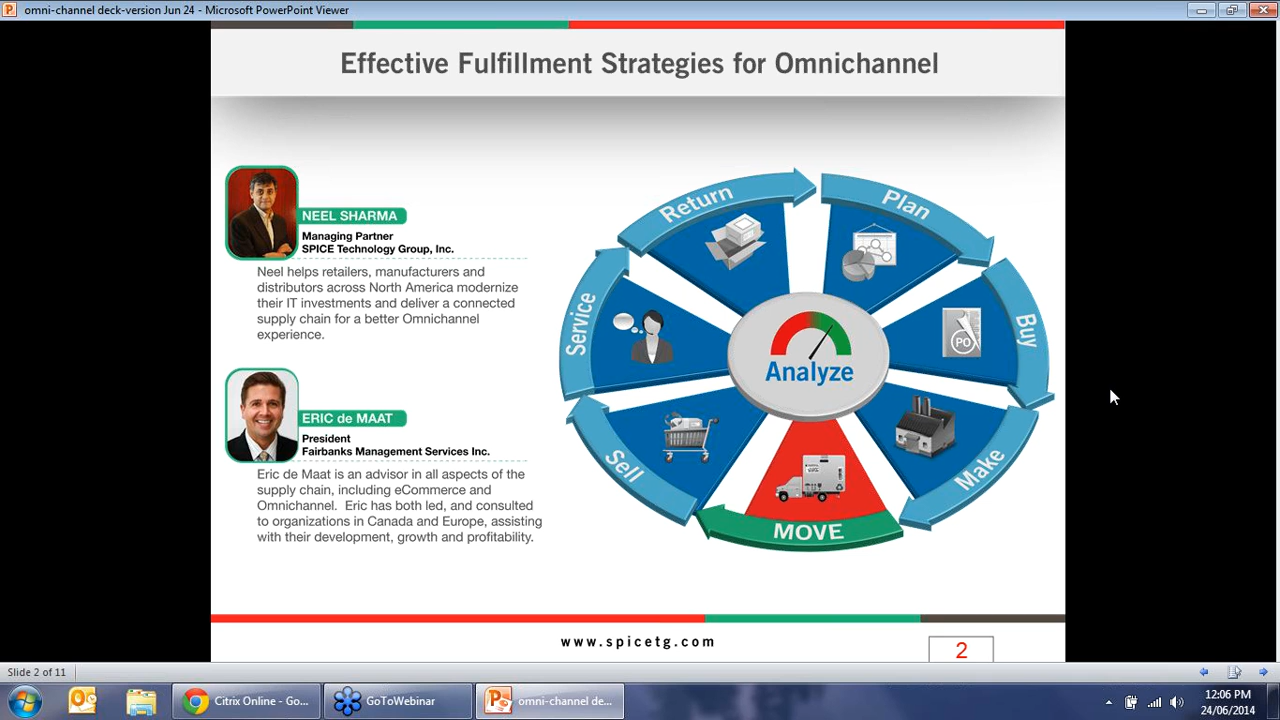 omni-channel deck-version Jun 24 - Microsoft PowerPoint Viewer
Effective Fulfillment Strategies for Omnichannel
NEEL SHARMA
Managing Partner
SPICE Technology Group, Inc.
Neel helps retailers, manufacturers and
distributors across North America modernize
their IT investments and deliver a connected
supply chain for a better Omnichannel
experience.
ERIC de MAAT
President
Fairbanks Management Services Inc.
Eric de Maat is an advisor in all aspects of the
supply chain, including eCommerce and
Omnichannel.  Eric has both led, and consulted
to organizations in Canada and Europe, assisting
with their development, growth and profitability.
Return
Plan
Buy
PO
Make
MOVE
Sell
Service
Analyze
www.spicetg.com
2
Slide 2 of 11
Citrix Online - Go...
GoToWebinar
omni-channel de...
12:06 PM
24/06/2014